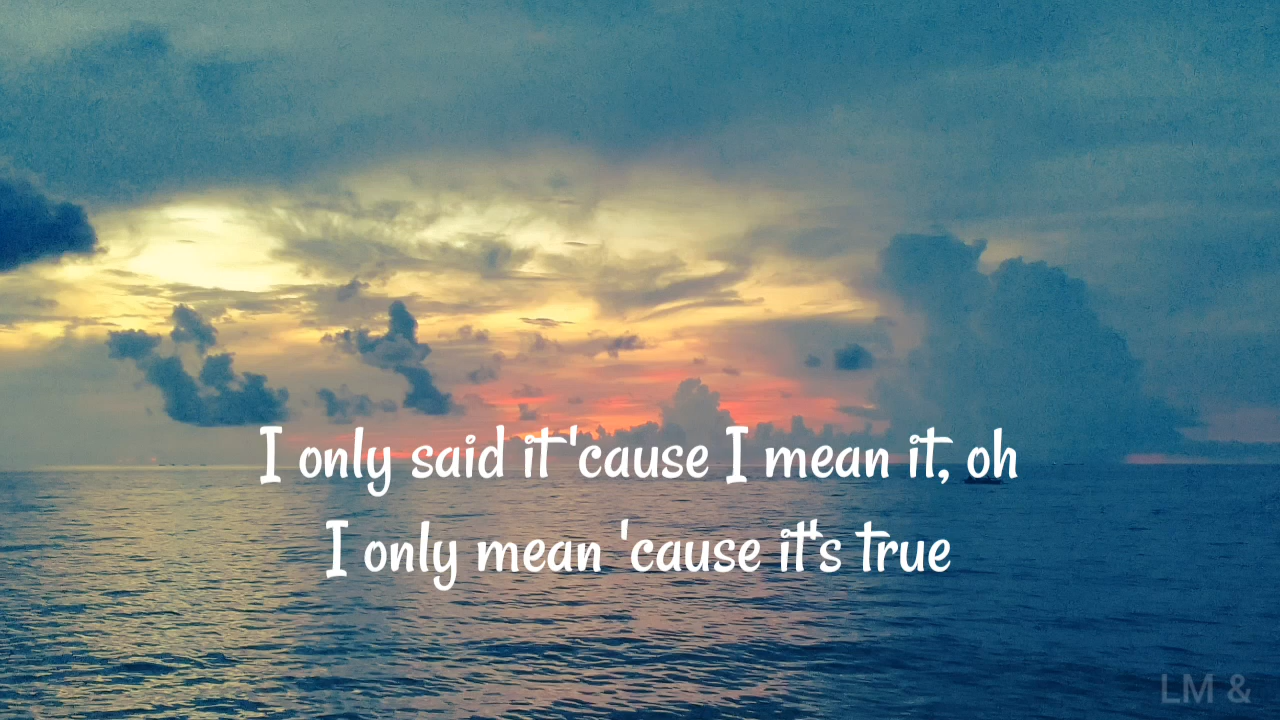 I only said it 'cause I mean it, oh
I only mean 'cause it's true
LM &